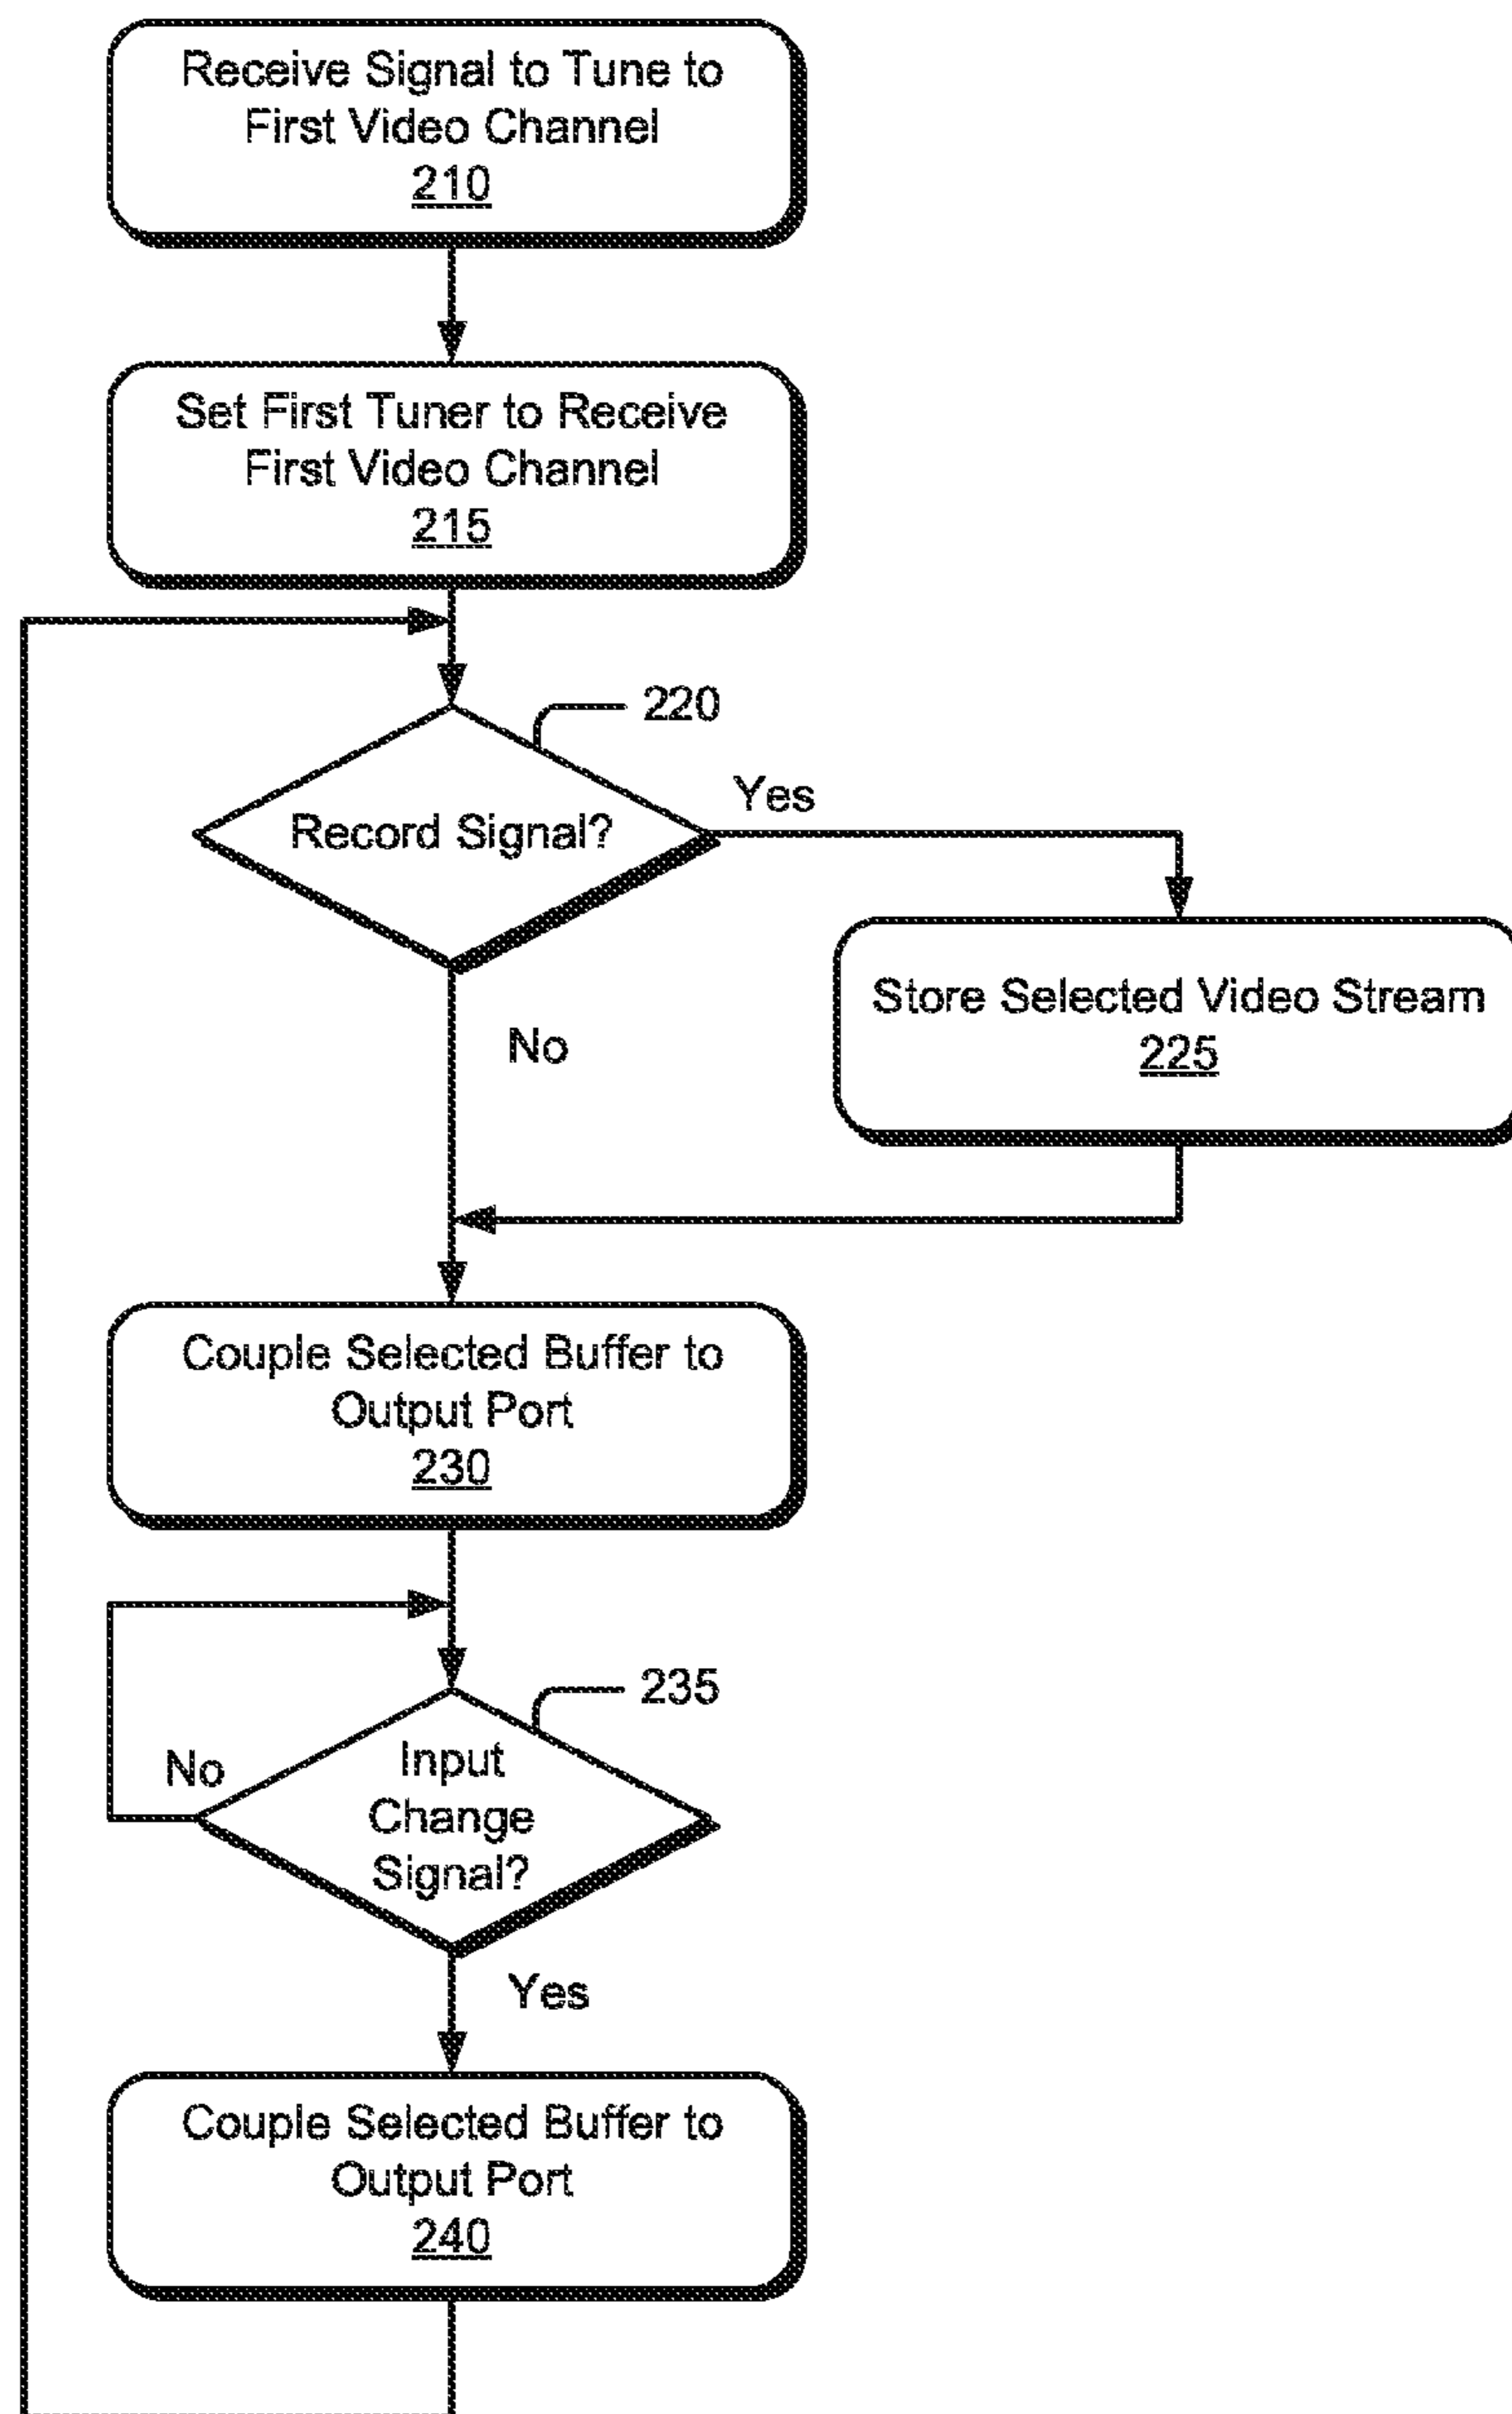 Receive Signal to Tune to
First Video Channel
210
Set First Tuner to Receive
First Video Channel
215
220
Record Signal?
Yes
No
Store Selected Video Stream
225
Couple Selected Buffer to
Output Port
230
235
Input
Change
Signal?
No
Yes
Couple Selected Buffer to
Output Port
240